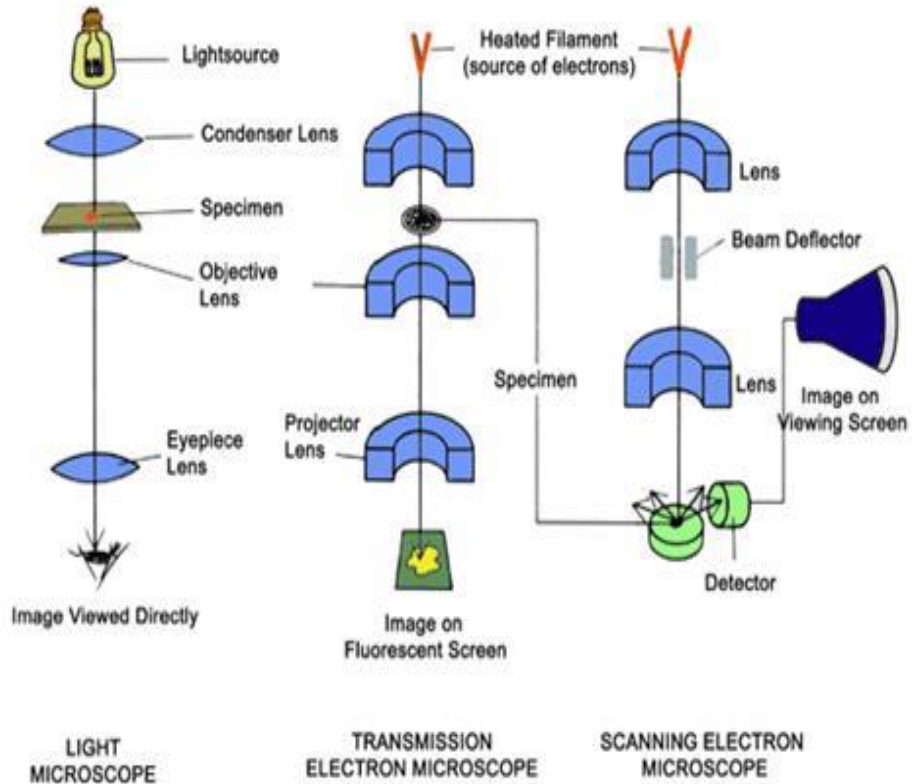 Lightsource
Condenser Lens
Specimen
Objective
Lens
Eyepiece
Lens
Image Viewed Directly
LIGHT
MICROSCOPE
Heated Filament
(source of electrons)
Projector
Lens
Specimen
Image on
Fluorescent Screen
TRANSMISSION
ELECTRON MICROSCOPE
Lens
Beam Deflector
Lens
Image on
Viewing Screen
Detector
SCANNING ELECTRON
MICROSCOPE